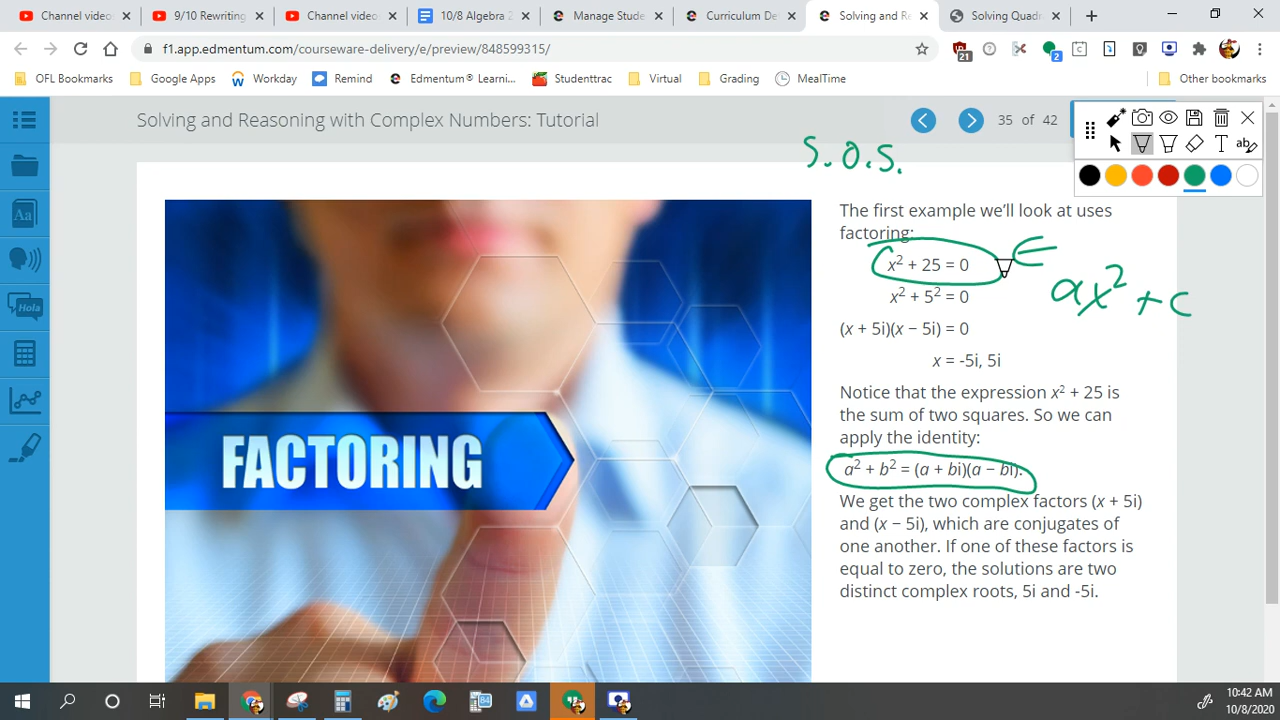 Channel video
9/10 Rewriting
Channel video
10/8 Algebra 2
Manage Stude
Curriculum De
Solving and Re
Solving Quadr
f1.app.edmentum.com/courseware-delivery/e/preview/848599315/
21
2
OFL Bookmarks
Google Apps
Workday
Remind
Edmentum ® Learni...
Studenttrac
Virtual
Grading
MealTime
Other bookmarks
Solving and Reasoning with Complex Numbers: Tutorial
35 of 42
S.O.S.
The first example we'll look at uses
factoring:
x² + 25 = 0
ax² + c
x² + 5² = 0
(x + 5i)(x − 5i) = 0
x = -5i, 5i
Notice that the expression x² + 25 is
the sum of two squares. So we can
apply the identity:
a² + b² = (a + bi)(a − bi).
We get the two complex factors (x + 5i)
and (x − 5i), which are conjugates of
one another. If one of these factors is
equal to zero, the solutions are two
distinct complex roots, 5i and -5i.
FACTORING
Aa
Hola
T
ab
10:42 AM
10/8/2020